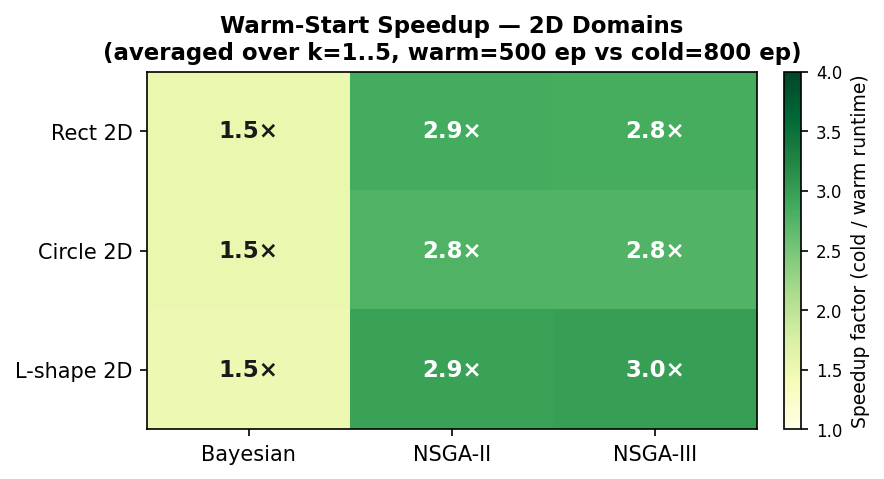 Warm-Start Speedup — 2D Domains
(averaged over k=1..5, warm=500 ep vs cold=800 ep)
Rect 2D
1.5×
2.9×
2.8×
Circle 2D
1.5×
2.8×
2.8×
L-shape 2D
1.5×
2.9×
3.0×
Bayesian
NSGA-II
NSGA-III
4.0
3.5
3.0
2.5
2.0
1.5
1.0
Speedup factor (cold / warm runtime)